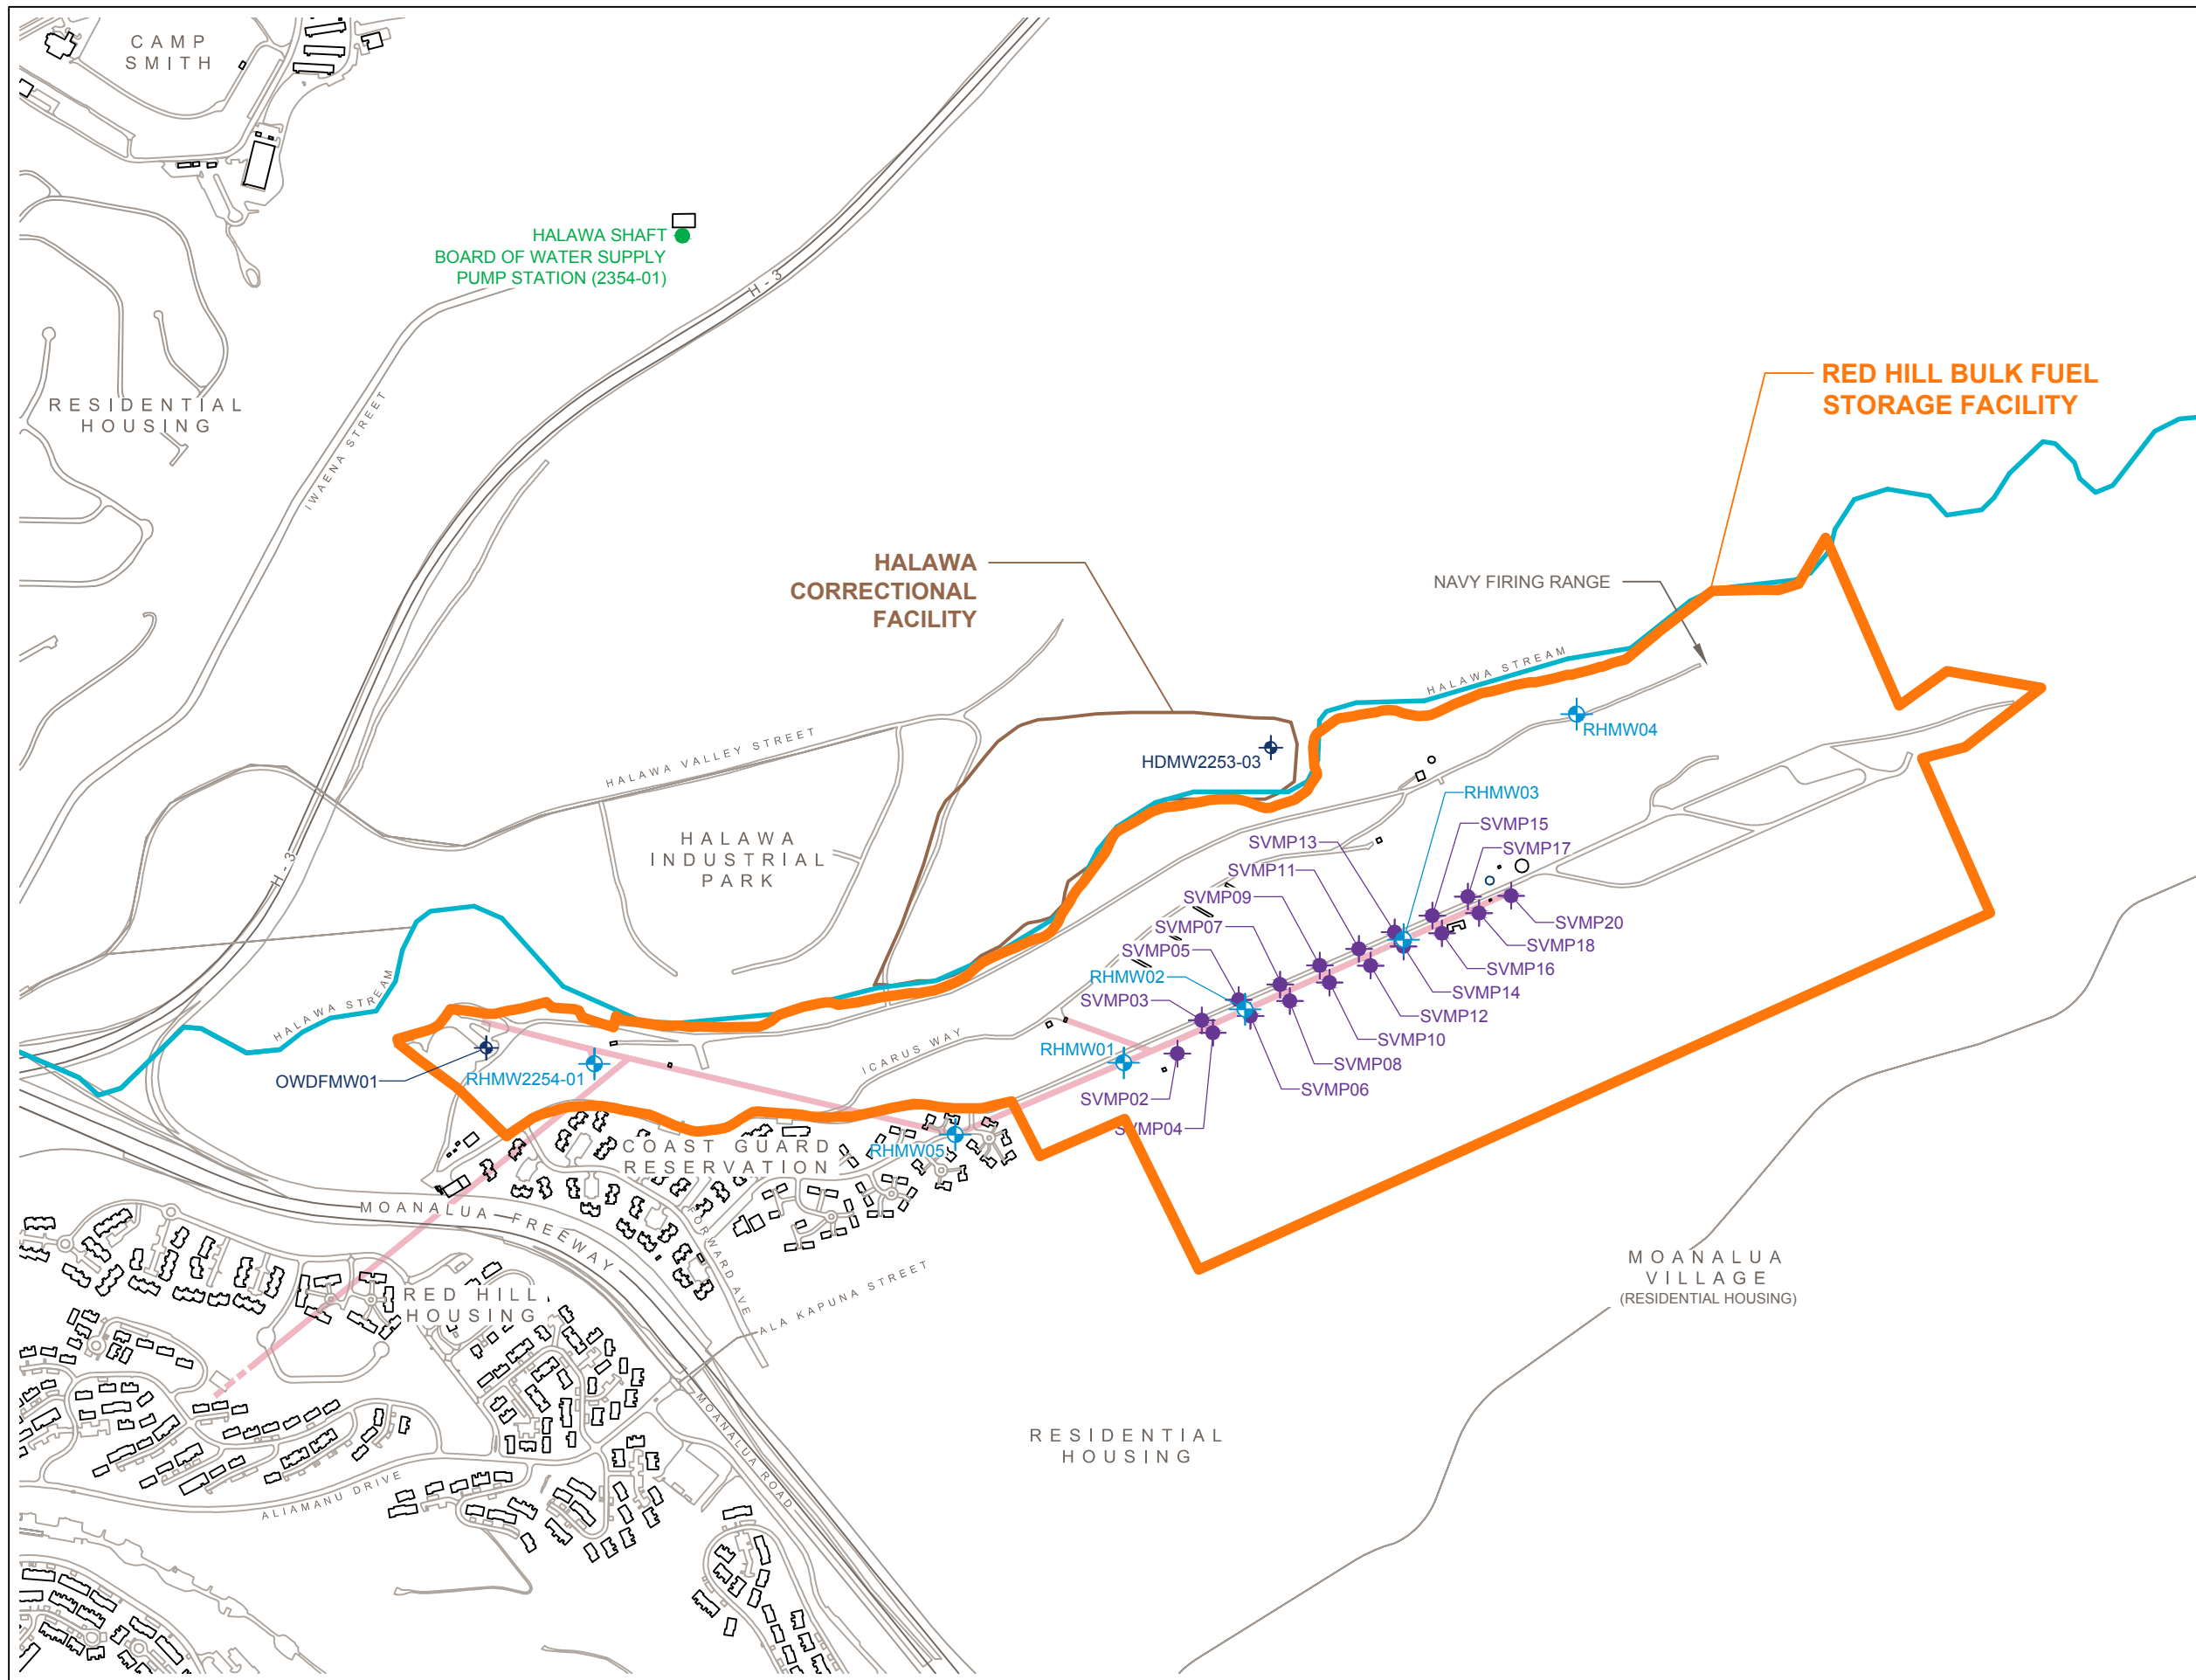 CAMP
SMITH
HALAWA SHAFT
BOARD OF WATER SUPPLY
PUMP STATION (2354-01)
H-3
RED HILL BULK FUEL
STORAGE FACILITY
RESIDENTIAL
HOUSING
IWAENA STREET
HALAWA
CORRECTIONAL
FACILITY
NAVY FIRING RANGE
HALAWA STREAM
RHMW04
HALAWA VALLEY STREET
HDMW2253-03
RHMW03
SVMP15
SVMP13
SVMP17
HALAWA
INDUSTRIAL
PARK
SVMP11
H-3
SVMP09
SVMP20
SVMP07
SVMP18
SVMP05
SVMP16
RHMW02
SVMP14
SVMP03
SVMP12
HALAWA STREAM
SVMP10
ICARUS WAY
RHMW01
SVMP08
OWDFMW01
RHMW2254-01
SVMP06
SVMP02
SVMP04
COAST GUARD
RESERVATION
RHMW05
MOANALUA FREEWAY
FORWARD AVE
MOANALUA
VILLAGE
(RESIDENTIAL HOUSING)
RED HILL
HOUSING
ALA KAPUNA STREET
MOANALUA ROAD
RESIDENTIAL
HOUSING
ALIAMANU DRIVE